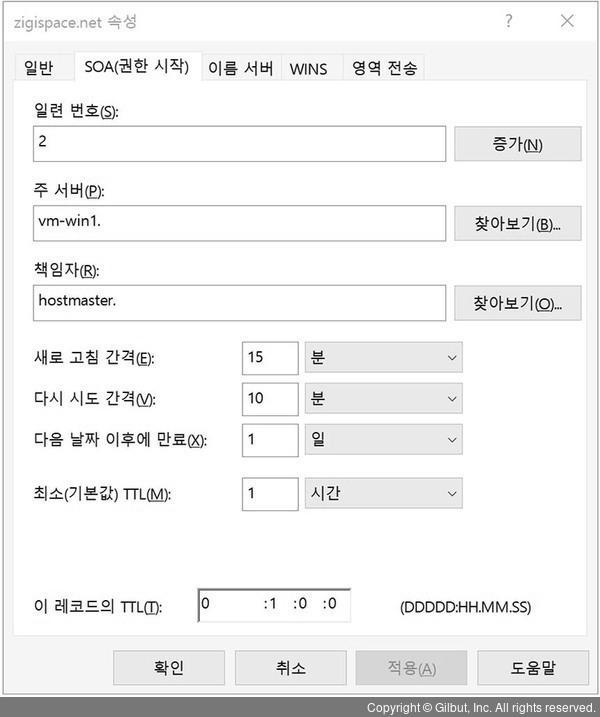 zigispace.net 속성 ?
일반 SOA(권한 시작) 이름 서버 WINS 영역 전송
일련 번호(S):
2 증가(N)
주 서버(P):
vm-win1. 찾아보기(B)...
책임자(R):
hostmaster. 찾아보기(O)...
새로 고침 간격(E): 15 분
다시 시도 간격(V): 10 분
다음 날짜 이후에 만료(X): 1 일
최소(기본값) TTL(M): 1 시간
이 레코드의 TTL(T): 0 :1 :0 :0 (DDDDD:HH.MM.SS)
확인 취소 적용(A) 도움말
Copyright © Gilbut, Inc. All rights reserved.